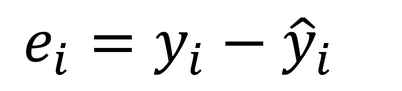 eᵢ = yᵢ − ŷᵢ